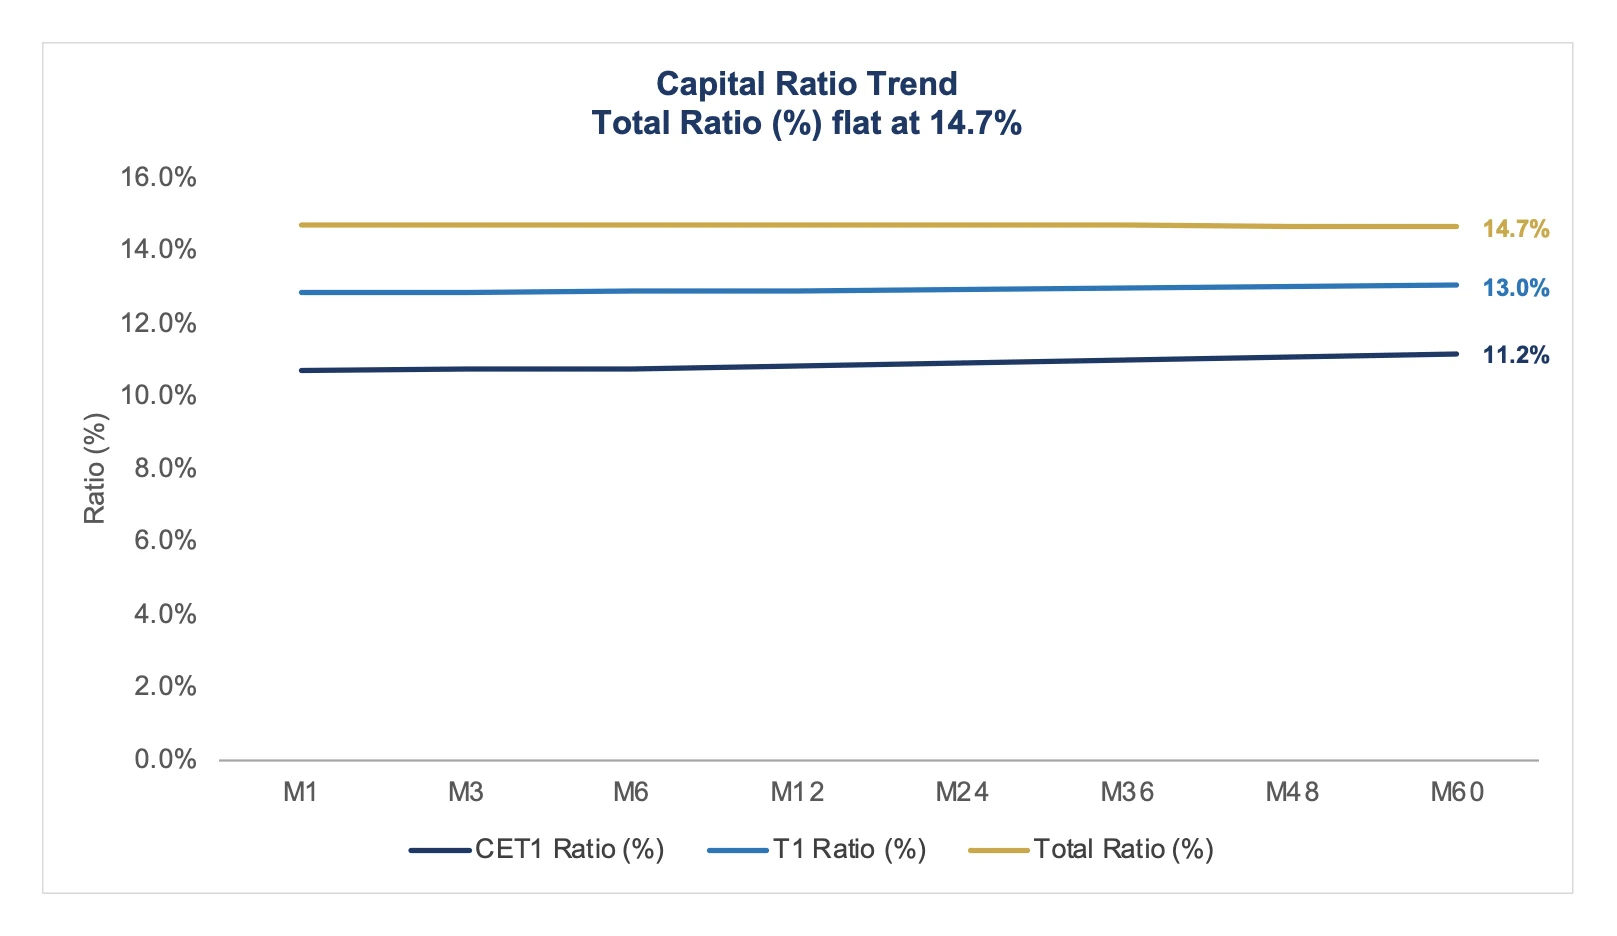 Capital Ratio Trend
Total Ratio (%) flat at 14.7%
16.0%
14.0%
12.0%
10.0%
8.0%
6.0%
4.0%
2.0%
0.0%
Ratio (%)
14.7%
13.0%
11.2%
M1 M3 M6 M12 M24 M36 M48 M60
CET1 Ratio (%) T1 Ratio (%) Total Ratio (%)